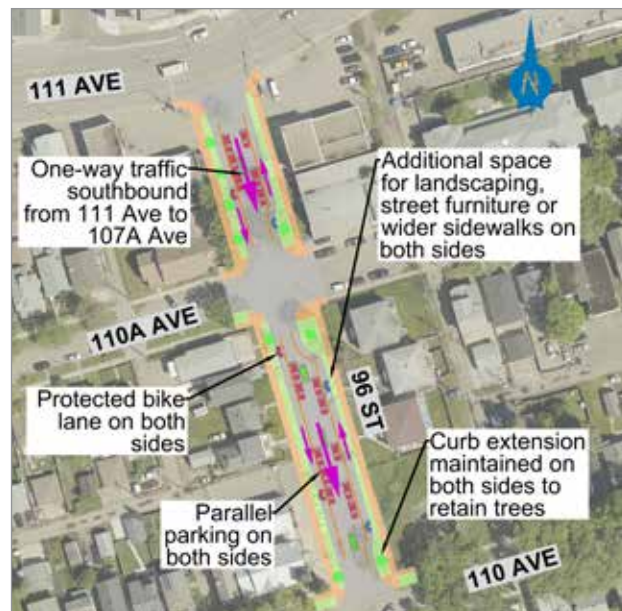 111 AVE
N
One-way traffic
southbound
from 111 Ave to
107A Ave
Additional space
for landscaping,
street furniture or
wider sidewalks on
both sides
110A AVE
96 ST
Protected bike
lane on both
sides
Curb extension
maintained on
both sides to
retain trees
Parallel
parking on
both sides
110 AVE